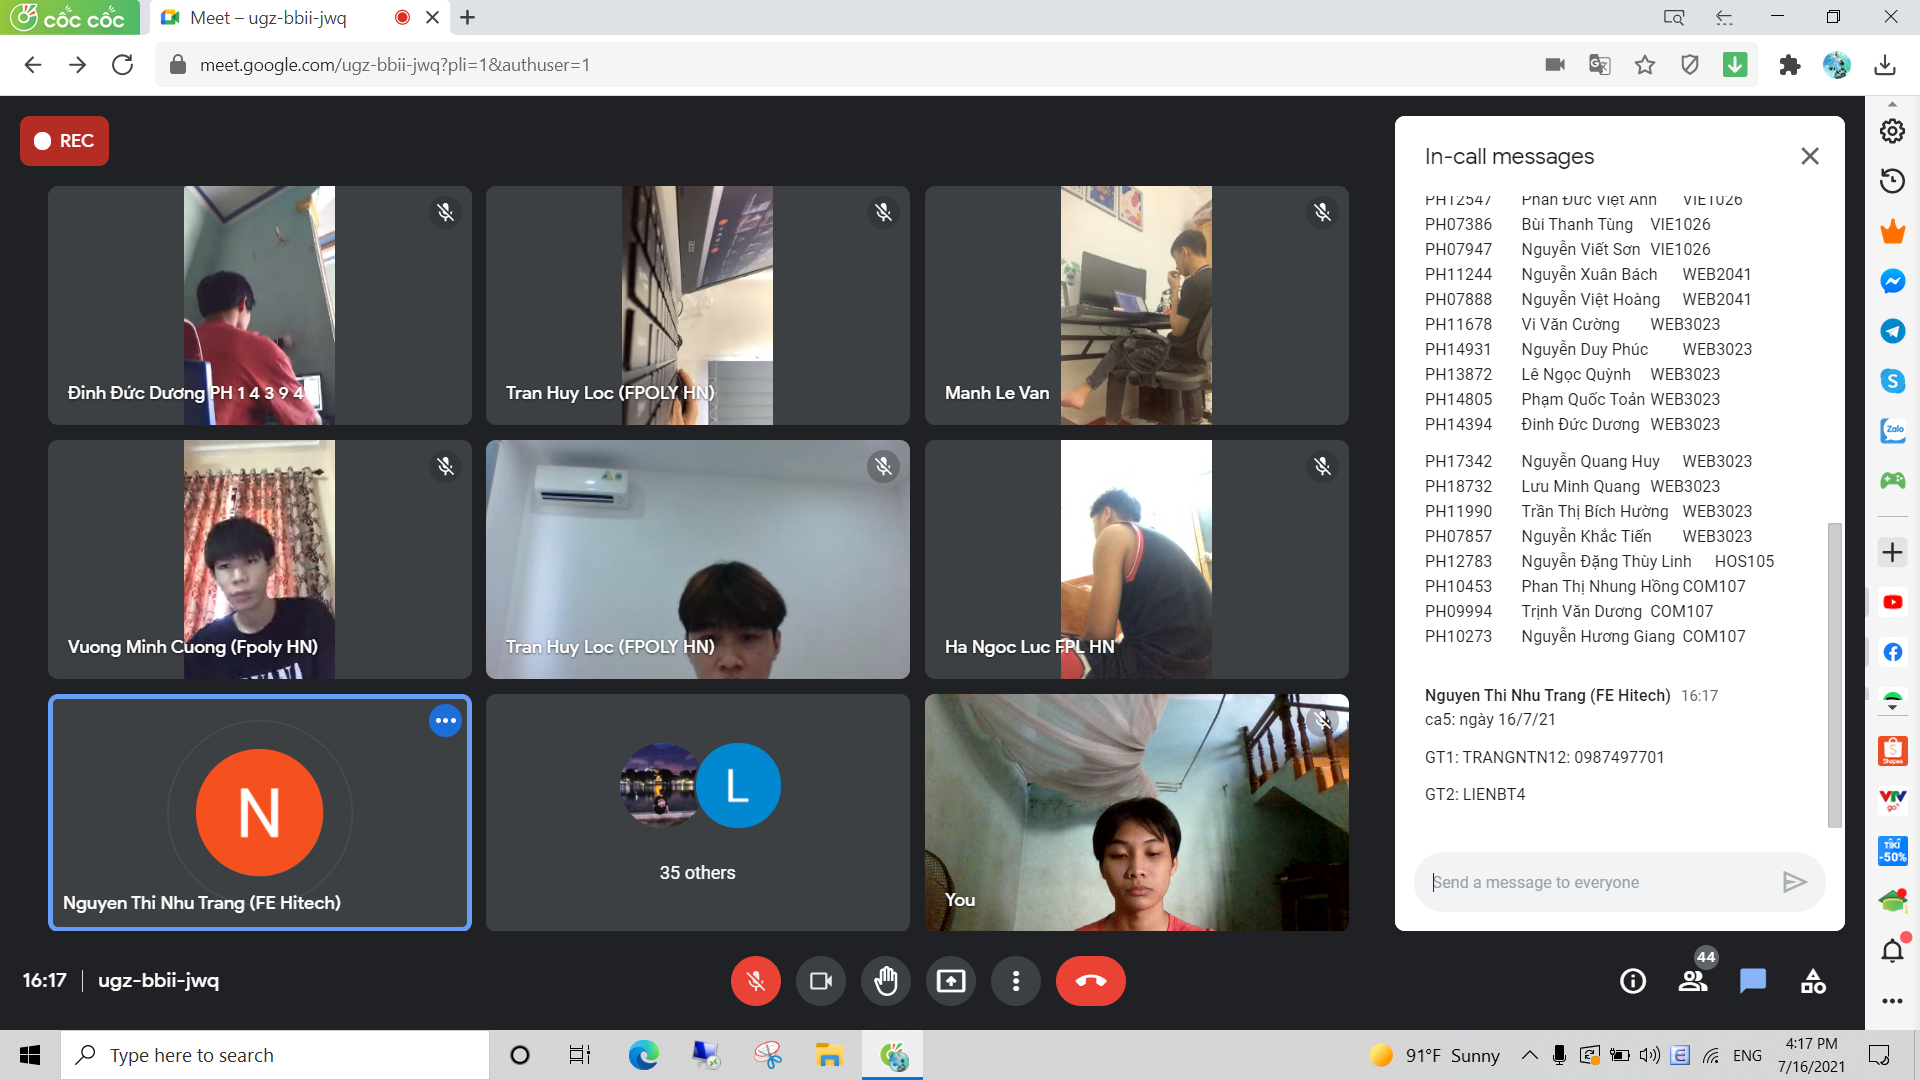 cốc cốc
Meet – ugz-bbii-jwq
meet.google.com/ugz-bbii-jwq?pli=1&authuser=1
REC
Đinh Đức Dương PH 1 4 3 9 4
Tran Huy Loc (FPOLY HN)
Manh Le Van
Vuong Minh Cuong (Fpoly HN)
Tran Huy Loc (FPOLY HN)
Ha Ngoc Luc FPL HN
N
Nguyen Thi Nhu Trang (FE Hitech)
L
35 others
You
In-call messages
PH12547 Phan Đức Việt Anh VIE1026
PH07386 Bùi Thanh Tùng VIE1026
PH07947 Nguyễn Viết Sơn VIE1026
PH11244 Nguyễn Xuân Bách WEB2041
PH07888 Nguyễn Việt Hoàng WEB2041
PH11678 Vi Văn Cường WEB3023
PH14931 Nguyễn Duy Phúc WEB3023
PH13872 Lê Ngọc Quỳnh WEB3023
PH14805 Phạm Quốc Toản WEB3023
PH14394 Đinh Đức Dương WEB3023
PH17342 Nguyễn Quang Huy WEB3023
PH18732 Lưu Minh Quang WEB3023
PH11990 Trần Thị Bích Hường WEB3023
PH07857 Nguyễn Khắc Tiến WEB3023
PH12783 Nguyễn Đặng Thùy Linh HOS105
PH10453 Phan Thị Nhung Hồng COM107
PH09994 Trịnh Văn Dương COM107
PH10273 Nguyễn Hương Giang COM107
Nguyen Thi Nhu Trang (FE Hitech) 16:17
ca5: ngày 16/7/21
GT1: TRANGNTN12: 0987497701
GT2: LIENBT4
Send a message to everyone
Zalo
Shopee
VTV go
TIKI -50%
16:17 | ugz-bbii-jwq
44
Type here to search
91°F Sunny
ENG
4:17 PM
7/16/2021